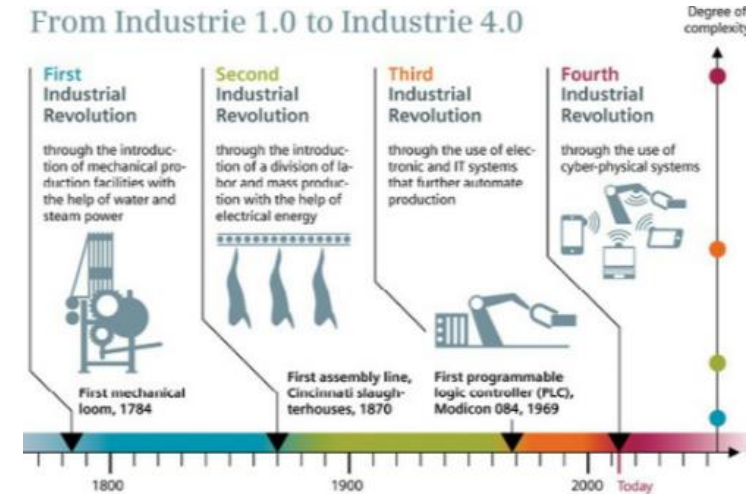 From Industrie 1.0 to Industrie 4.0
Degree of
complexity
First
Industrial
Revolution
through the introduc-
tion of mechanical pro-
duction facilities with
the help of water and
steam power
First mechanical
loom, 1784
Second
Industrial
Revolution
through the introduc-
tion of a division of la-
bor and mass produc-
tion with the help of
electrical energy
First assembly line,
Cincinnati slaugh-
terhouses, 1870
Third
Industrial
Revolution
through the use of elec-
tronic and IT systems
that further automate
production
First programmable
logic controller (PLC),
Modicon 084, 1969
Fourth
Industrial
Revolution
through the use of
cyber-physical systems
1800
1900
2000
Today